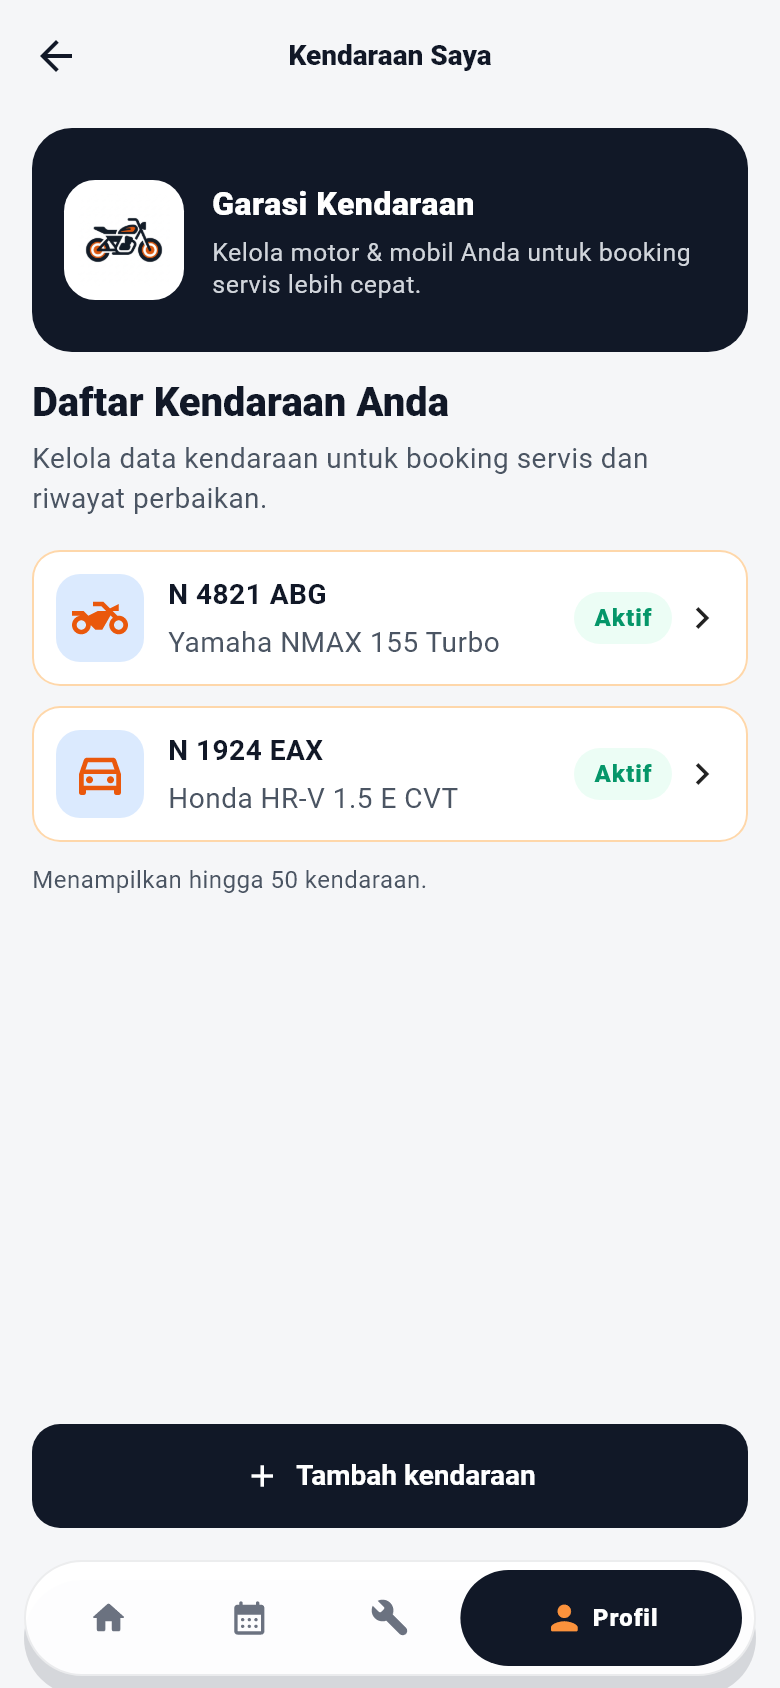 Kendaraan Saya
Garasi Kendaraan
Kelola motor & mobil Anda untuk booking
servis lebih cepat.
Daftar Kendaraan Anda
Kelola data kendaraan untuk booking servis dan
riwayat perbaikan.
N 4821 ABG
Yamaha NMAX 155 Turbo
Aktif
N 1924 EAX
Honda HR-V 1.5 E CVT
Aktif
Menampilkan hingga 50 kendaraan.
Tambah kendaraan
Profil